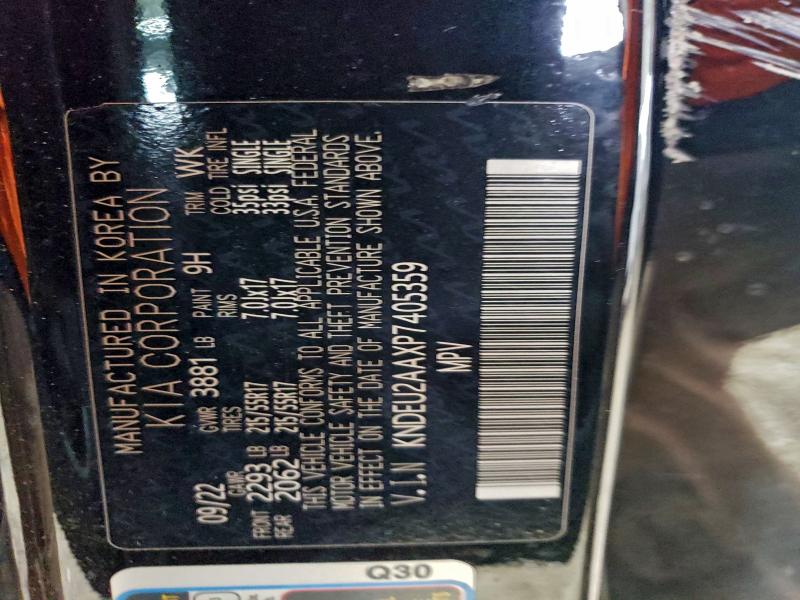 MANUFACTURED IN KOREA BY
KIA CORPORATION
09/22 GVWR 3881 LB PAINT 9H TRIM WK
GAWR TIRES RWS COLD TIRE INFL
FRONT 2293 LB 215/55R17 7.0Jx17 35psi SINGLE
REAR 2062 LB 215/55R17 7.0Jx17 33psi SINGLE
THIS VEHICLE CONFORMS TO ALL APPLICABLE U.S.A. FEDERAL
MOTOR VEHICLE SAFETY AND THEFT PREVENTION STANDARDS
IN EFFECT ON THE DATE OF MANUFACTURE SHOWN ABOVE.
V.I.N KNDEU2AAXP7405359
MPV
Q30